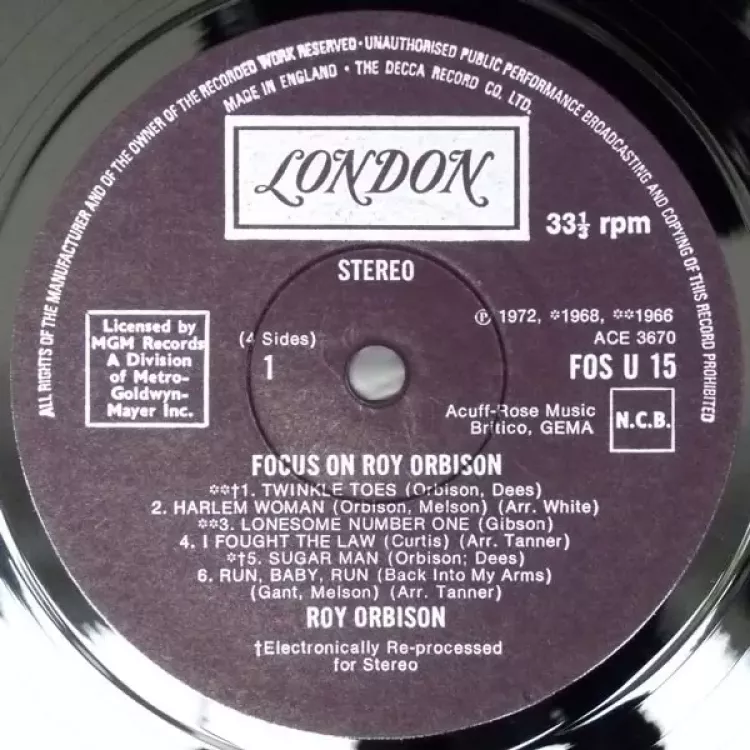 ALL RIGHTS OF THE MANUFACTURER AND OF THE OWNER OF THE RECORDED WORK RESERVED · UNAUTHORISED PUBLIC PERFORMANCE BROADCASTING AND COPYING OF THIS RECORD PROHIBITED
MADE IN ENGLAND · THE DECCA RECORD CO. LTD.
LONDON
33⅓ rpm
STEREO
Licensed by
MGM Records
A Division
of Metro-
Goldwyn-
Mayer Inc.
(4 Sides)
1
℗ 1972, *1968, **1966
ACE 3670
FOS U 15
Acuff-Rose Music
Britico, GEMA
N.C.B.
FOCUS ON ROY ORBISON
**†1. TWINKLE TOES (Orbison, Dees)
2. HARLEM WOMAN (Orbison, Melson) (Arr. White)
**3. LONESOME NUMBER ONE (Gibson)
4. I FOUGHT THE LAW (Curtis) (Arr. Tanner)
*†5. SUGAR MAN (Orbison; Dees)
6. RUN, BABY, RUN (Back Into My Arms)
(Gant, Melson) (Arr. Tanner)
ROY ORBISON
†Electronically Re-processed
for Stereo